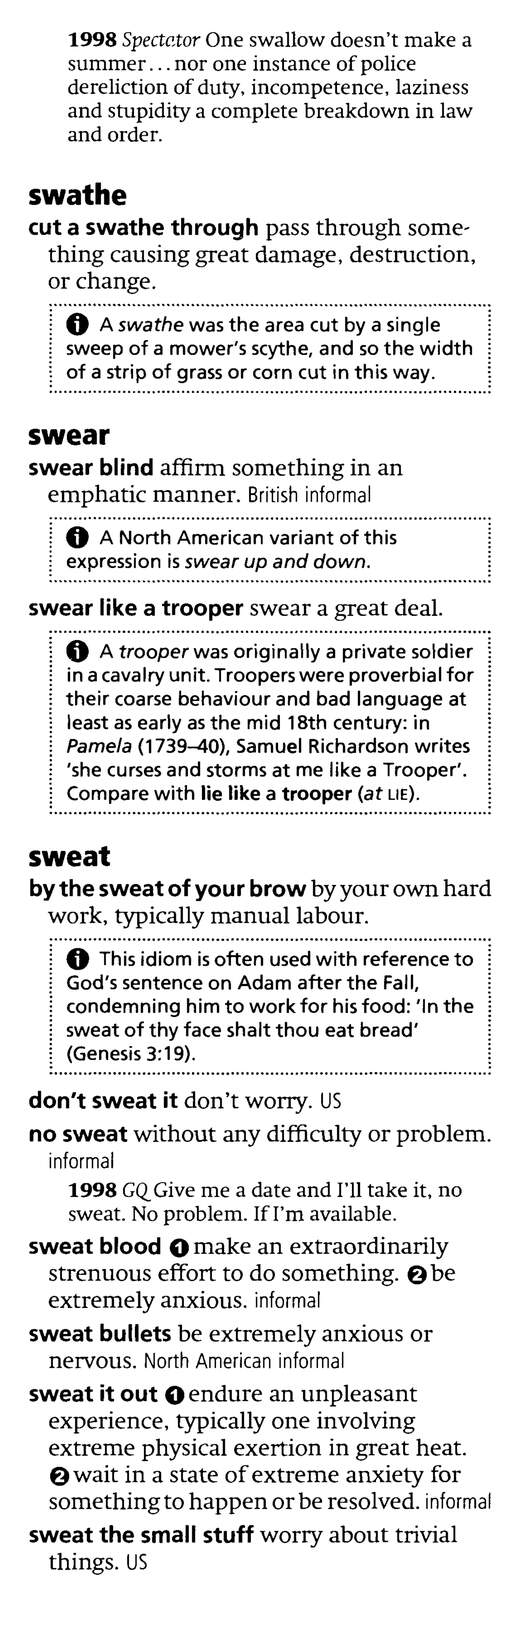 1998 Spectator One swallow doesn't make a
summer... nor one instance of police
dereliction of duty, incompetence, laziness
and stupidity a complete breakdown in law
and order.
swathe
cut a swathe through pass through some-
thing causing great damage, destruction,
or change.
A swathe was the area cut by a single
sweep of a mower's scythe, and so the width
of a strip of grass or corn cut in this way.
swear
swear blind affirm something in an
emphatic manner. British informal
A North American variant of this
expression is swear up and down.
swear like a trooper swear a great deal.
A trooper was originally a private soldier
in a cavalry unit. Troopers were proverbial for
their coarse behaviour and bad language at
least as early as the mid 18th century: in
Pamela (1739–40), Samuel Richardson writes
'she curses and storms at me like a Trooper'.
Compare with lie like a trooper (at LIE).
sweat
by the sweat of your brow by your own hard
work, typically manual labour.
This idiom is often used with reference to
God's sentence on Adam after the Fall,
condemning him to work for his food: 'In the
sweat of thy face shalt thou eat bread'
(Genesis 3:19).
don't sweat it don't worry. US
no sweat without any difficulty or problem.
informal
1998 GQ Give me a date and I'll take it, no
sweat. No problem. If I'm available.
sweat blood ❶ make an extraordinarily
strenuous effort to do something. ❷ be
extremely anxious. informal
sweat bullets be extremely anxious or
nervous. North American informal
sweat it out ❶ endure an unpleasant
experience, typically one involving
extreme physical exertion in great heat.
❷ wait in a state of extreme anxiety for
something to happen or be resolved. informal
sweat the small stuff worry about trivial
things. US